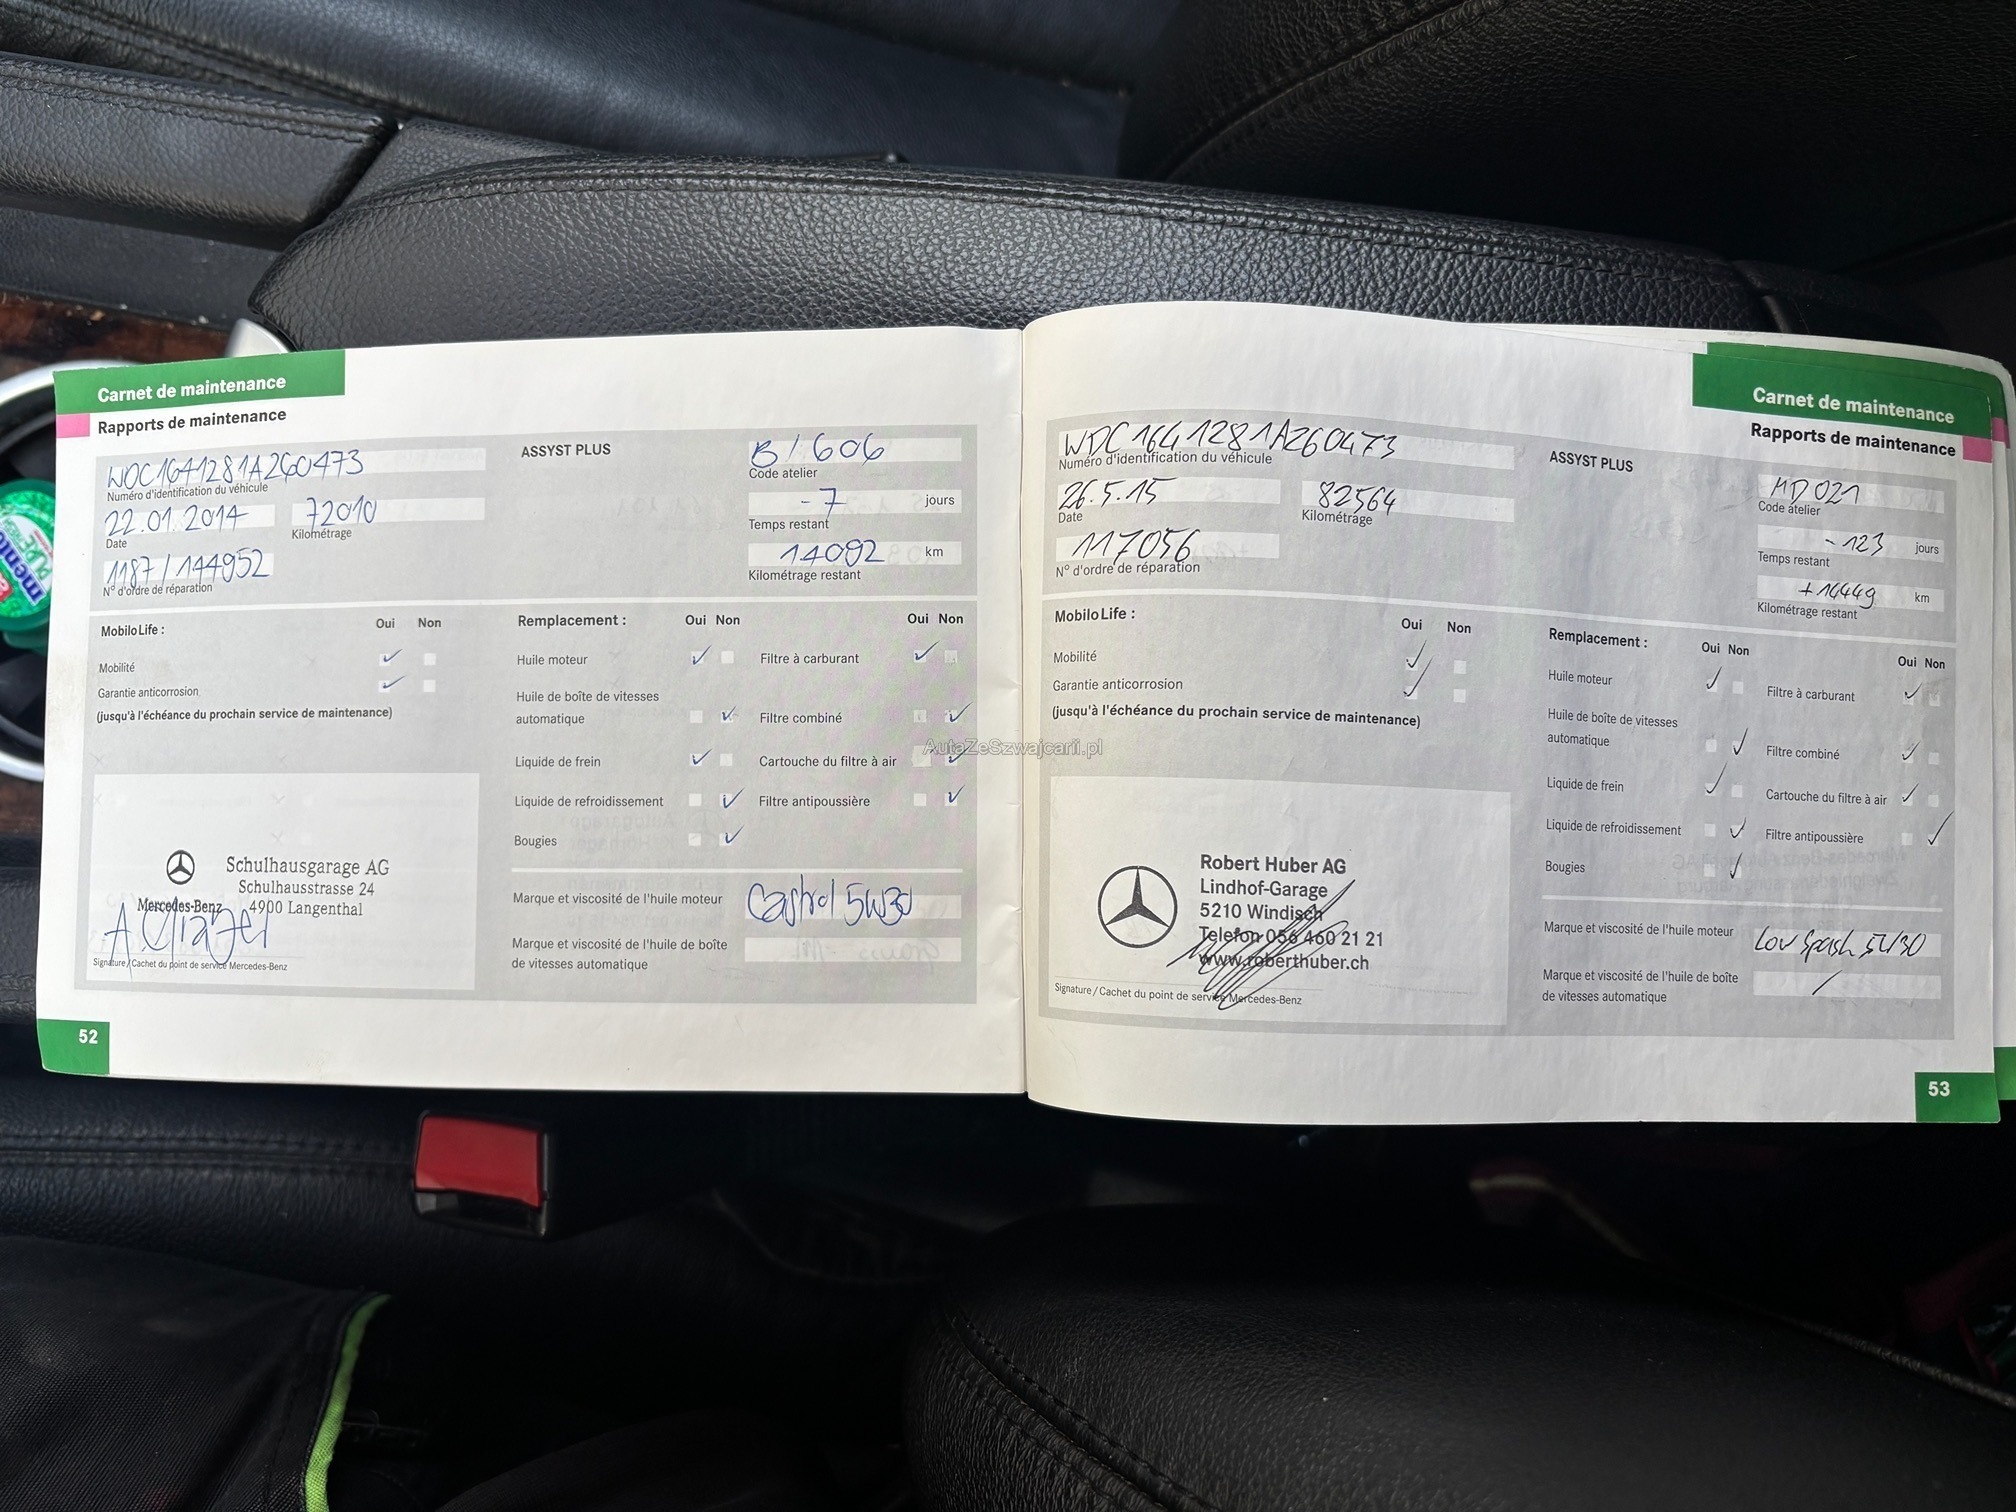 Carnet de maintenance
Rapports de maintenance
WDC1641281A260473
Numéro d'identification du véhicule
22.01.2014
Date
72010
Kilométrage
1187/144952
N° d'ordre de réparation
ASSYST PLUS
B/606
Code atelier
-7 jours
Temps restant
14092 km
Kilométrage restant
MobiloLife : Oui Non
Mobilité
Garantie anticorrosion
(jusqu'à l'échéance du prochain service de maintenance)
Remplacement : Oui Non Oui Non
Huile moteur
Filtre à carburant
Huile de boîte de vitesses
automatique
Filtre combiné
Liquide de frein
Cartouche du filtre à air
Liquide de refroidissement
Filtre antipoussière
Bougies
Schulhausgarage AG
Schulhausstrasse 24
Mercedes-Benz 4900 Langenthal
Signature/Cachet du point de service Mercedes-Benz
Marque et viscosité de l'huile moteur
Castrol 5W30
Marque et viscosité de l'huile de boîte
de vitesses automatique
52
Carnet de maintenance
Rapports de maintenance
WDC1641281A260473
Numéro d'identification du véhicule
26.5.15
Date
82564
Kilométrage
117056
N° d'ordre de réparation
ASSYST PLUS
MD021
Code atelier
-123 jours
Temps restant
+14449 km
Kilométrage restant
MobiloLife : Oui Non
Mobilité
Garantie anticorrosion
(jusqu'à l'échéance du prochain service de maintenance)
Remplacement : Oui Non Oui Non
Huile moteur
Filtre à carburant
Huile de boîte de vitesses
automatique
Filtre combiné
Liquide de frein
Cartouche du filtre à air
Liquide de refroidissement
Filtre antipoussière
Bougies
Robert Huber AG
Lindhof-Garage
5210 Windisch
Telefon 056 460 21 21
www.roberthuber.ch
Signature/Cachet du point de service Mercedes-Benz
Marque et viscosité de l'huile moteur
Low Spash 5W30
Marque et viscosité de l'huile de boîte
de vitesses automatique
53
AutaZeSzwajcarii.pl
mentos
PURE